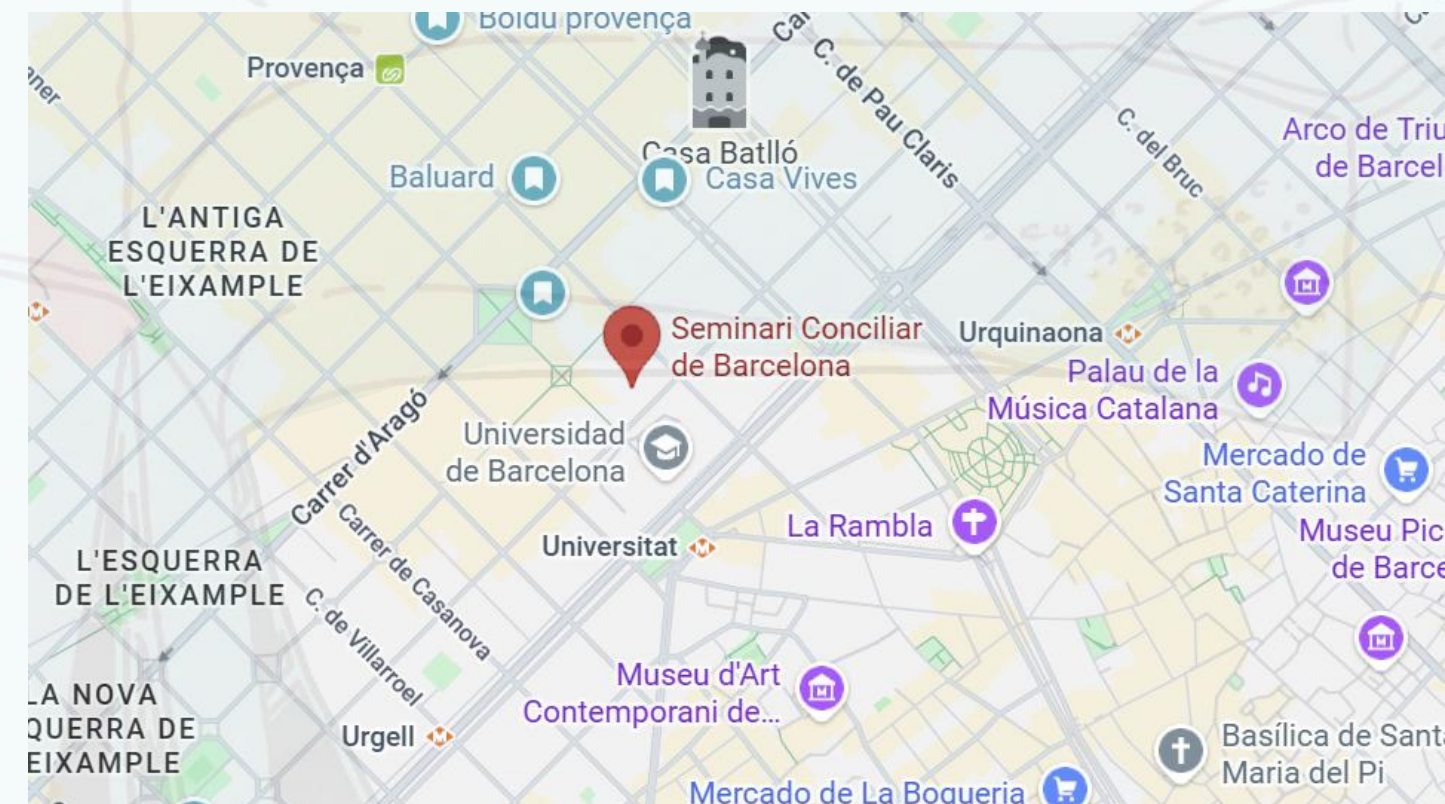 Boldú provença
Provença
C. de Pau Claris
Casa Batlló
Baluard
Casa Vives
C. del Bruc
Arco de Triu
de Barcel
L'ANTIGA
ESQUERRA DE
L'EIXAMPLE
Seminari Conciliar
de Barcelona
Urquinaona
Palau de la
Música Catalana
Carrer d'Aragó
Universidad
de Barcelona
Mercado de
Santa Caterina
La Rambla
Museu Pic
de Barce
Universitat
L'ESQUERRA
DE L'EIXAMPLE
Carrer de Casanova
C. de Villarroel
Museu d'Art
Contemporani de...
LA NOVA
QUERRA DE
EIXAMPLE
Urgell
Basílica de Santa
Maria del Pi
Mercado de La Boqueria